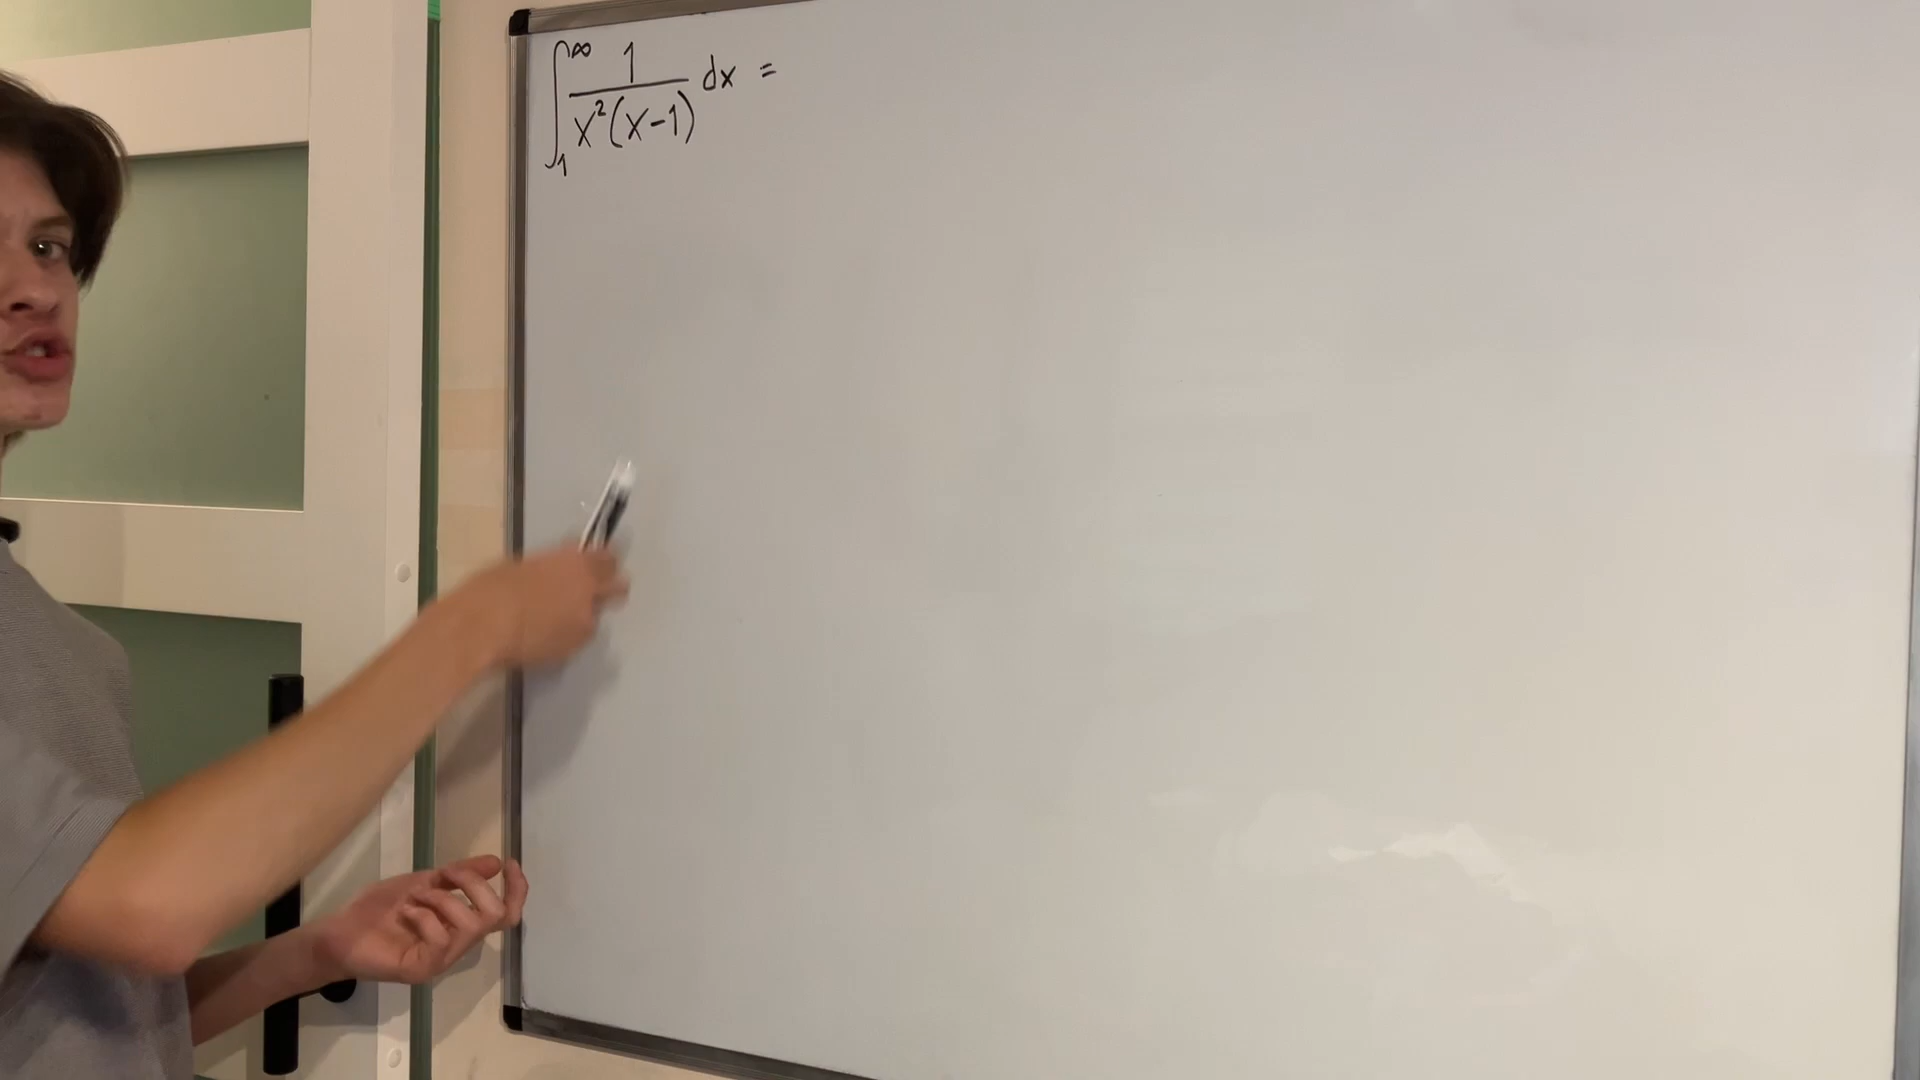 ∫₁^∞ 1/(x²(x-1)) dx =